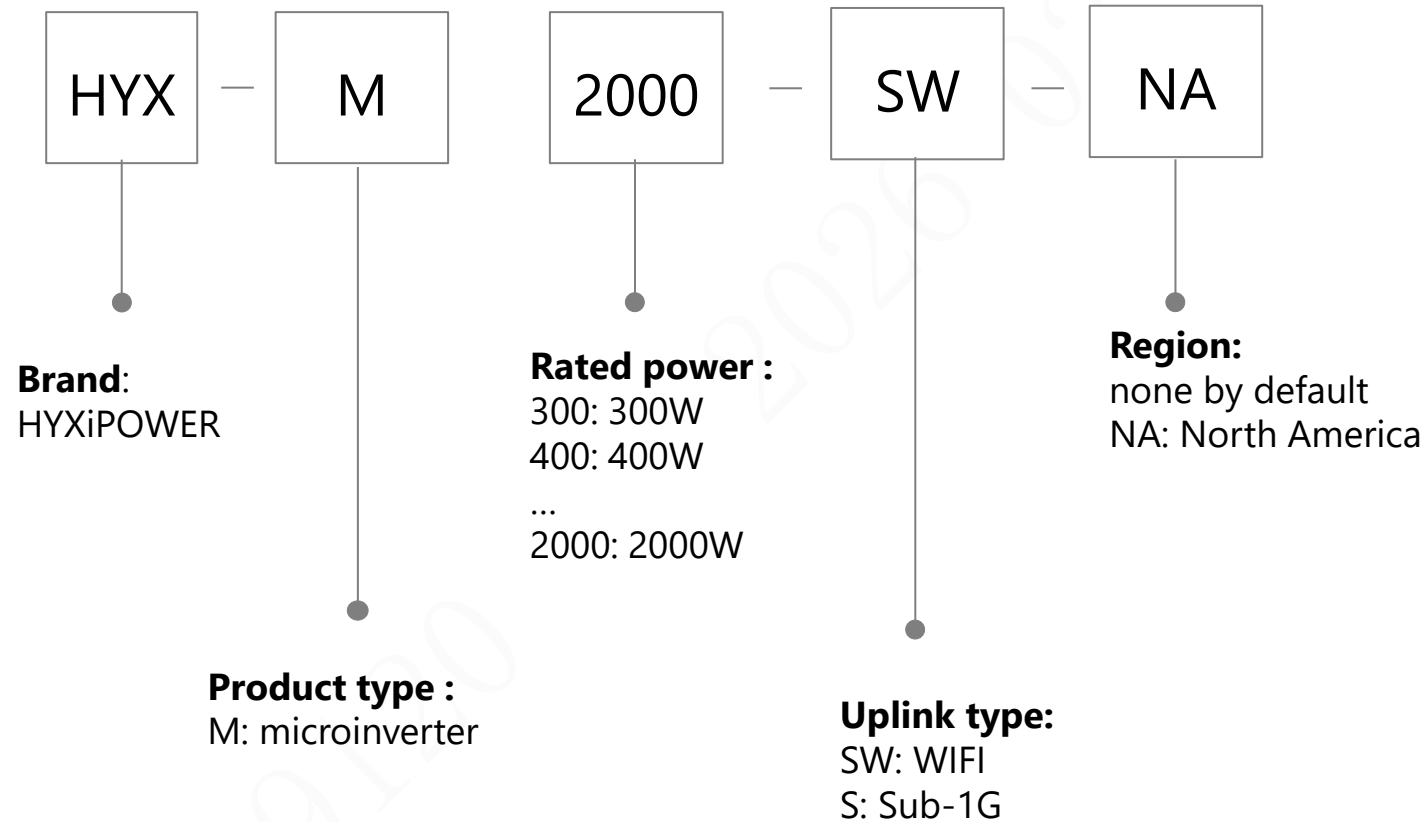 HYX — M 2000 — SW — NA
Brand:
HYXiPOWER
Product type :
M: microinverter
Rated power :
300: 300W
400: 400W
...
2000: 2000W
Uplink type:
SW: WIFI
S: Sub-1G
Region:
none by default
NA: North America